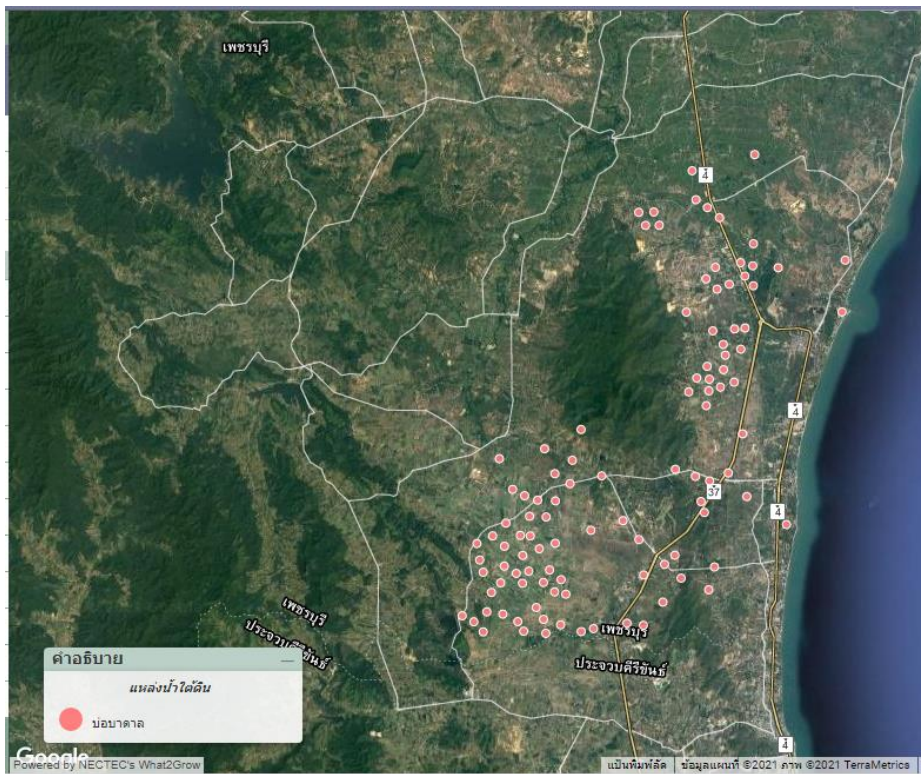 เพชรบุรี
4
4
37
4
เพชรบุรี
ประจวบคีรีขันธ์
เพชรบุรี
ประจวบคีรีขันธ์
คำอธิบาย
แหล่งน้ำใต้ดิน
บ่อบาดาล
4
Google
Powered by NECTEC's What2Grow
แป้นพิมพ์ลัด ข้อมูลแผนที่ ©2021 ภาพ ©2021 TerraMetrics